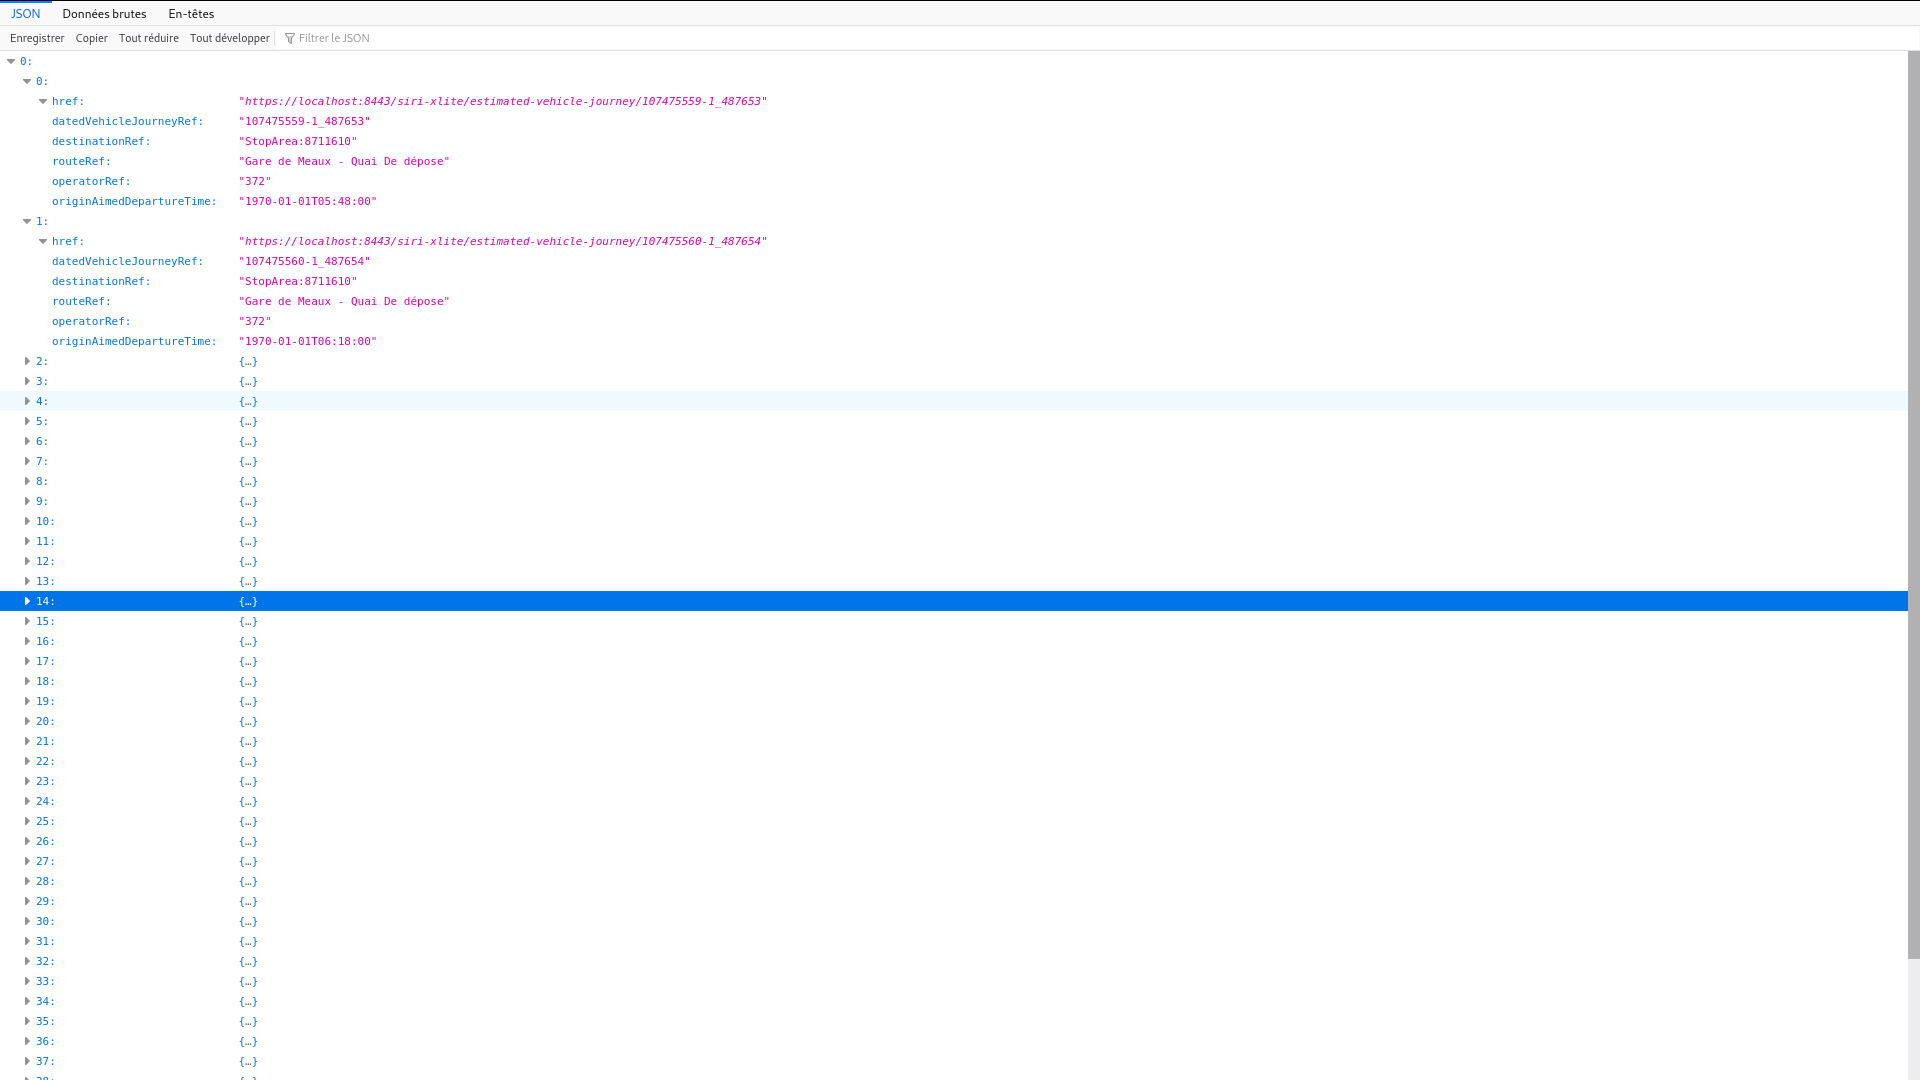 JSON Données brutes En-têtes
Enregistrer Copier Tout réduire Tout développer Filtrer le JSON
0:
0:
href: "https://localhost:8443/siri-xlite/estimated-vehicle-journey/107475559-1_487653"
datedVehicleJourneyRef: "107475559-1_487653"
destinationRef: "StopArea:8711610"
routeRef: "Gare de Meaux - Quai De dépose"
operatorRef: "372"
originAimedDepartureTime: "1970-01-01T05:48:00"
1:
href: "https://localhost:8443/siri-xlite/estimated-vehicle-journey/107475560-1_487654"
datedVehicleJourneyRef: "107475560-1_487654"
destinationRef: "StopArea:8711610"
routeRef: "Gare de Meaux - Quai De dépose"
operatorRef: "372"
originAimedDepartureTime: "1970-01-01T06:18:00"
2: {…}
3: {…}
4: {…}
5: {…}
6: {…}
7: {…}
8: {…}
9: {…}
10: {…}
11: {…}
12: {…}
13: {…}
14: {…}
15: {…}
16: {…}
17: {…}
18: {…}
19: {…}
20: {…}
21: {…}
22: {…}
23: {…}
24: {…}
25: {…}
26: {…}
27: {…}
28: {…}
29: {…}
30: {…}
31: {…}
32: {…}
33: {…}
34: {…}
35: {…}
36: {…}
37: {…}